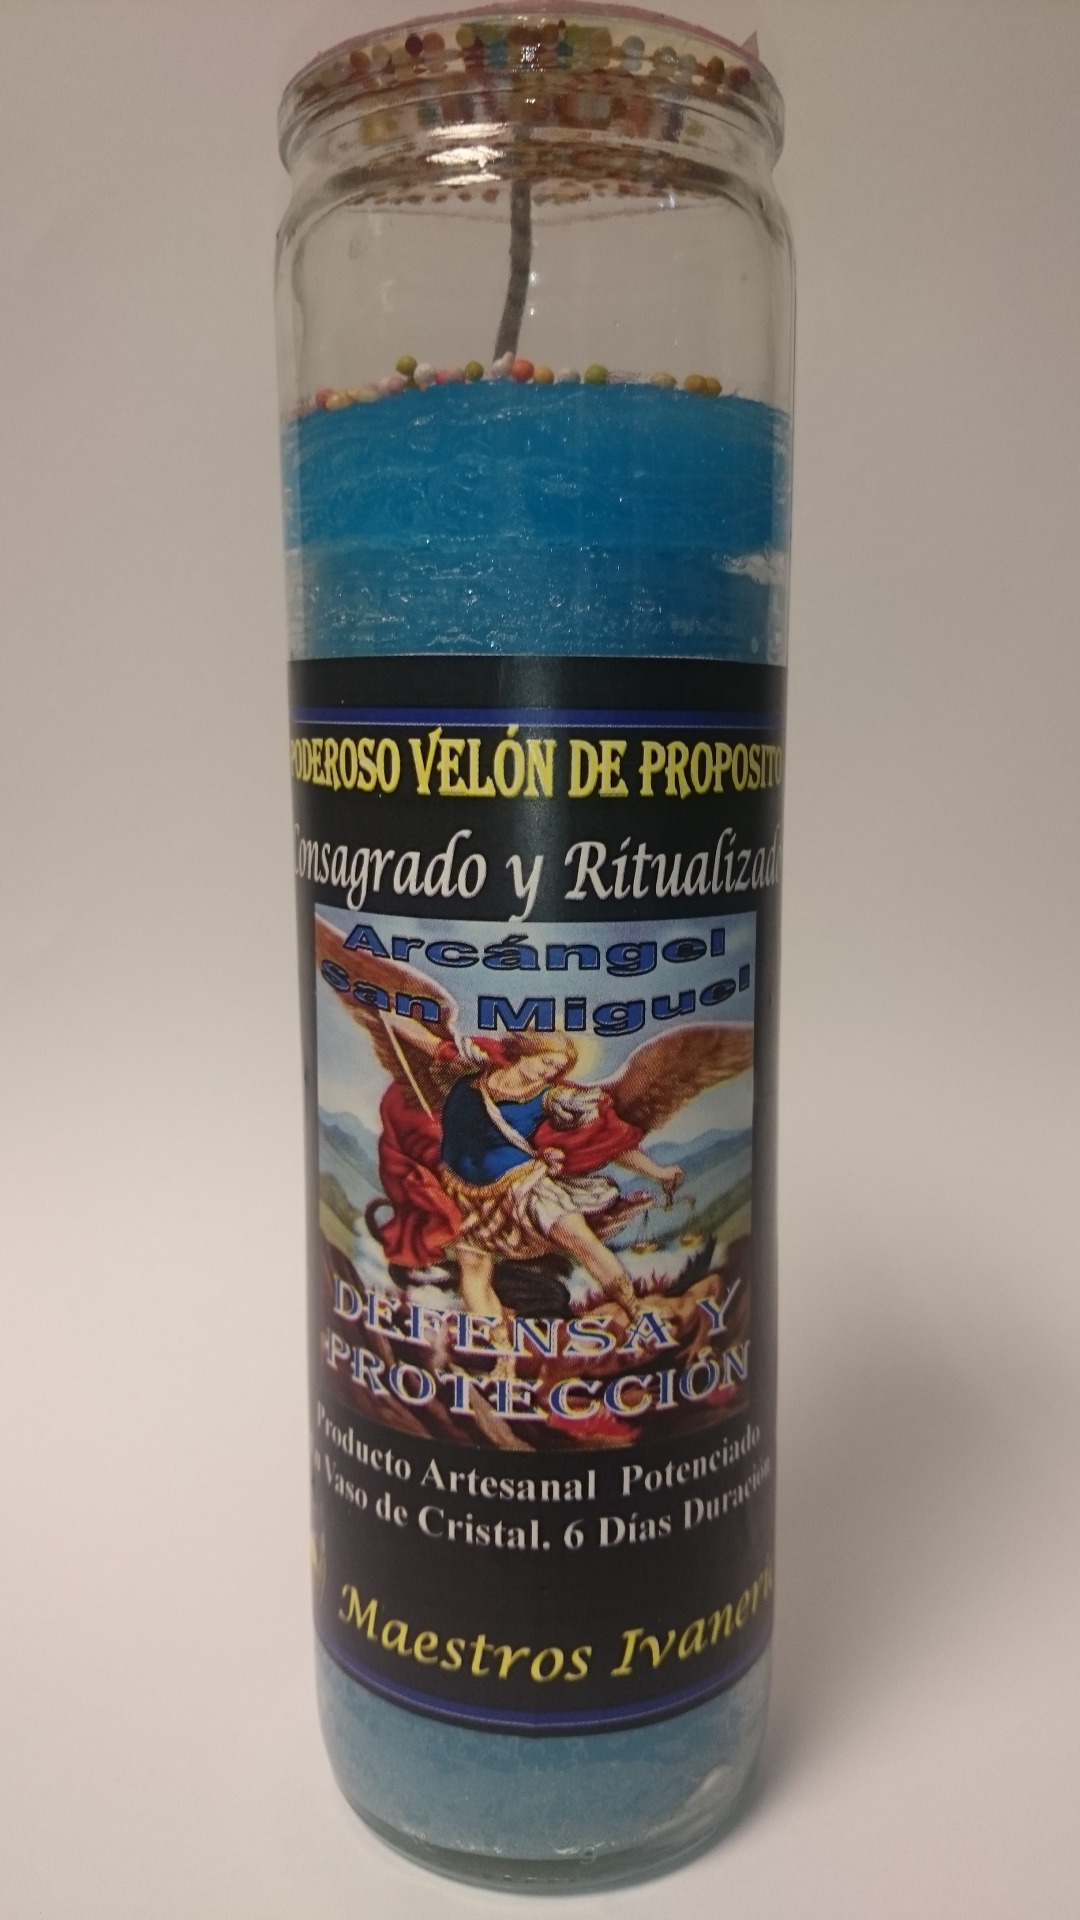 PODEROSO VELÓN DE PROPOSITO
Consagrado y Ritualizado
Arcángel
San Miguel
DEFENSA Y
PROTECCIÓN
Producto Artesanal Potenciado
Vaso de Cristal. 6 Días Duración
Maestros